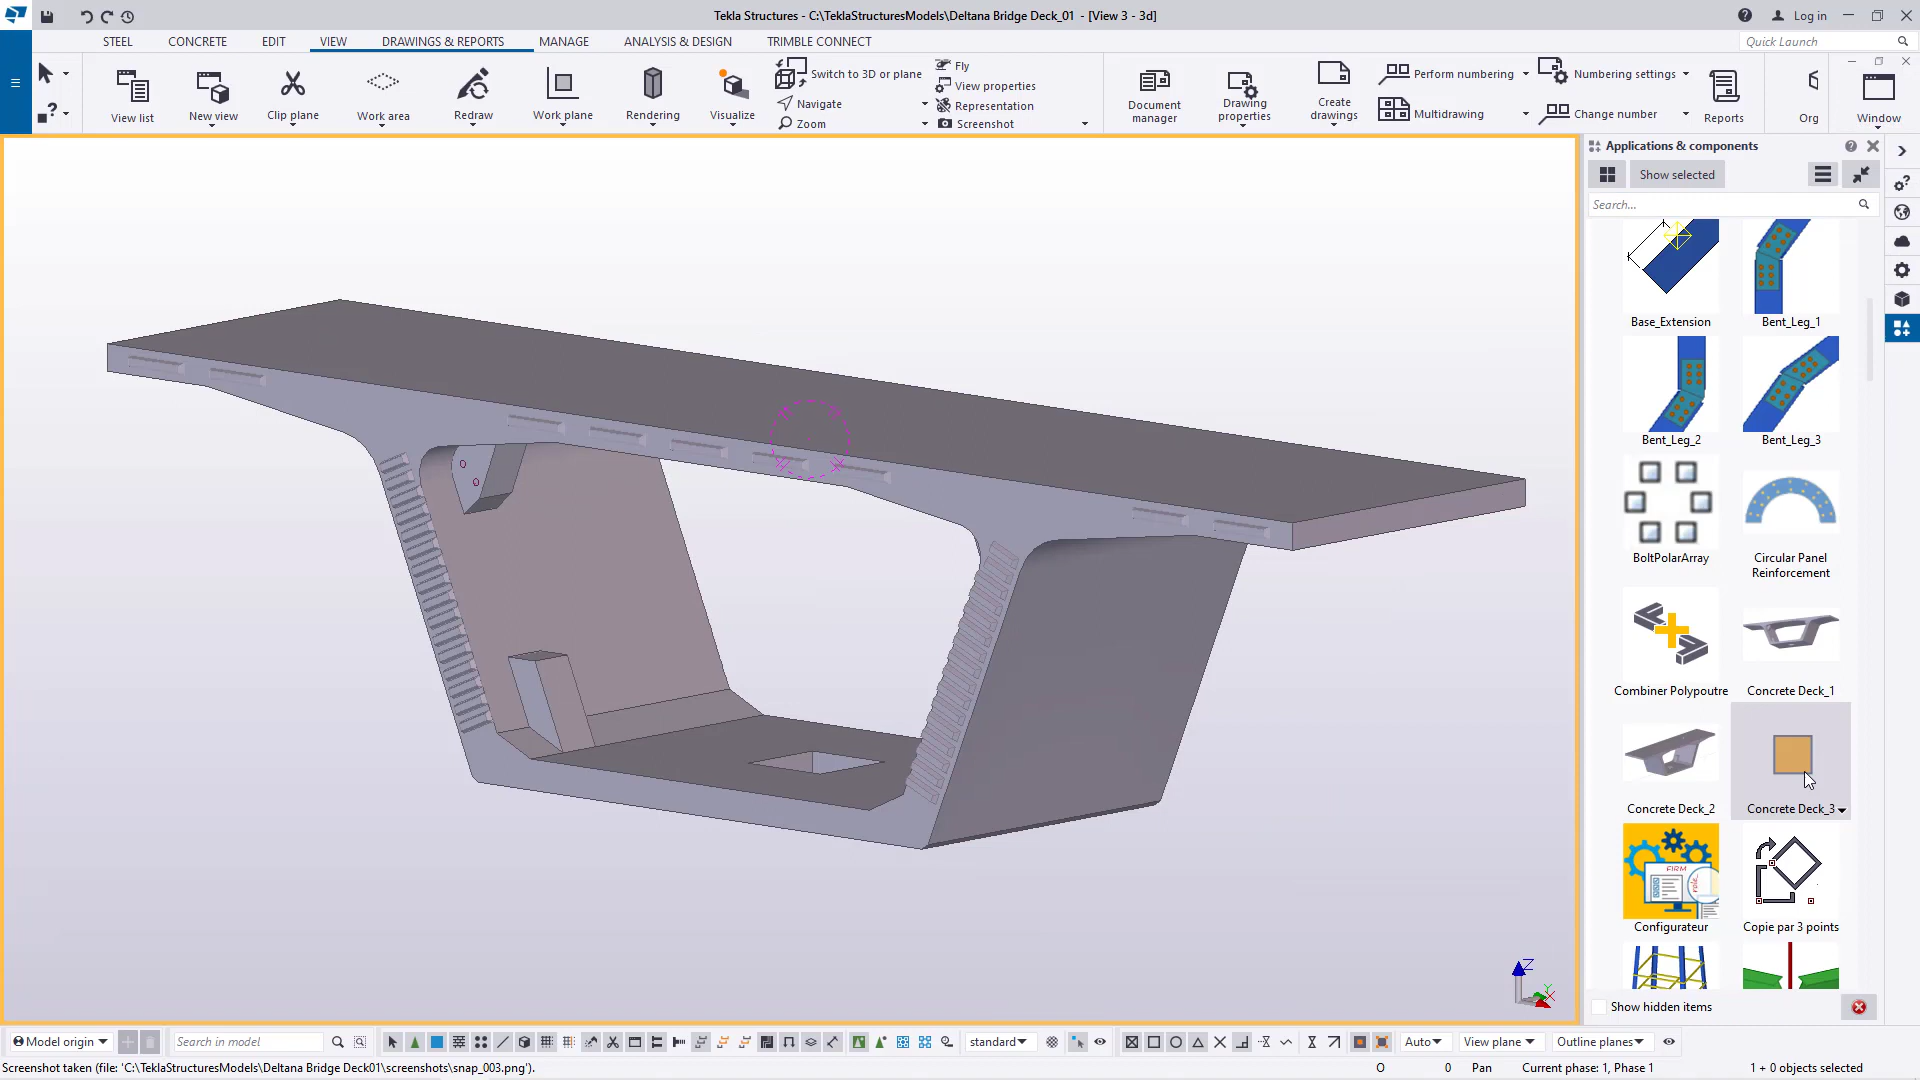 Tekla Structures - C:\TeklaStructuresModels\Deltana Bridge Deck_01 - [View 3 - 3d]
Log in
STEEL
CONCRETE
EDIT
VIEW
DRAWINGS & REPORTS
MANAGE
ANALYSIS & DESIGN
TRIMBLE CONNECT
Quick Launch
View list
New view
Clip plane
Work area
Redraw
Work plane
Rendering
Visualize
Switch to 3D or plane
Navigate
Zoom
Fly
View properties
Representation
Screenshot
Document manager
Drawing properties
Create drawings
Perform numbering
Multidrawing
Numbering settings
Change number
Reports
Org
Window
Applications & components
Show selected
Search...
Base_Extension
Bent_Leg_1
Bent_Leg_2
Bent_Leg_3
BoltPolarArray
Circular Panel Reinforcement
Combiner Polypoutre
Concrete Deck_1
Concrete Deck_2
Concrete Deck_3
FIRM
Configurateur
Copie par 3 points
Show hidden items
Z
Y
X
Model origin
Search in model
standard
Auto
View plane
Outline planes
Screenshot taken (file: 'C:\TeklaStructuresModels\Deltana Bridge Deck01\screenshots\snap_003.png').
O
0
Pan
Current phase: 1, Phase 1
1 + 0 objects selected